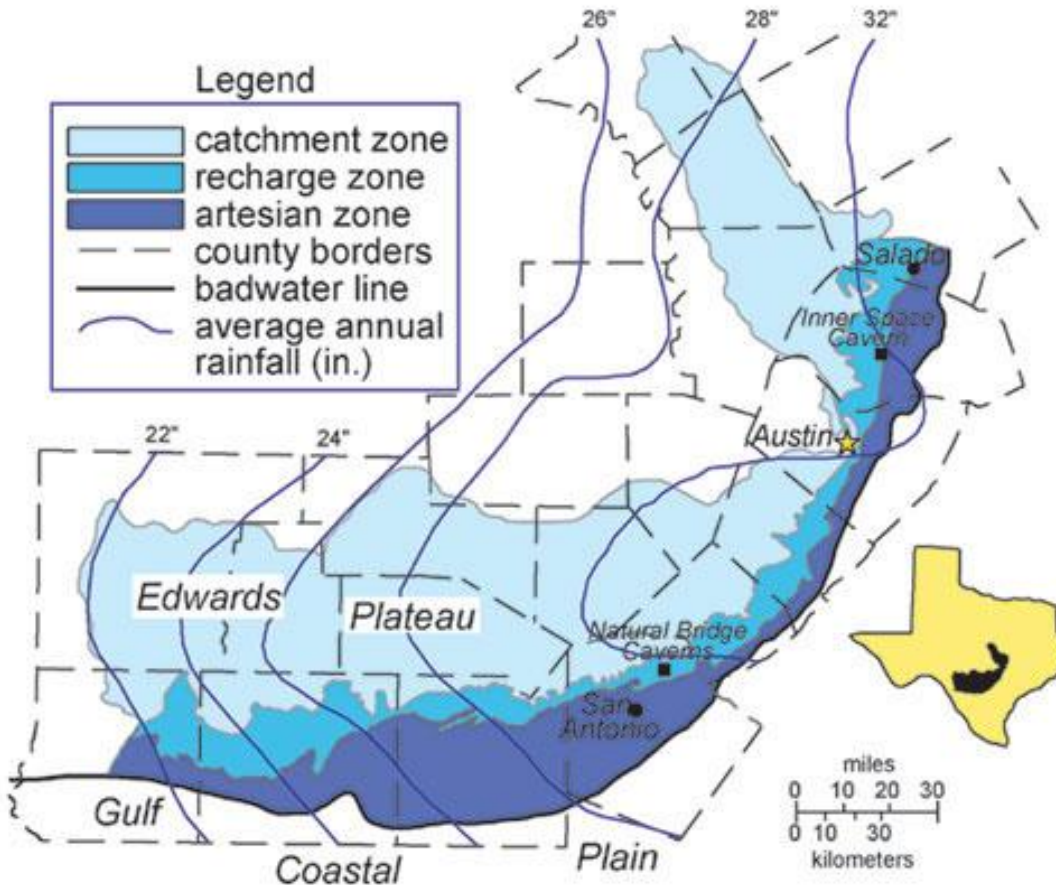 26"
28"
32"
Legend
catchment zone
recharge zone
artesian zone
county borders
badwater line
average annual
rainfall (in.)
Salado
Inner Space
Cavern
Austin
22"
24"
Edwards
Plateau
Natural Bridge
Caverns
San
Antonio
Gulf
Coastal
Plain
miles
0 10 20 30
0 10 30
kilometers